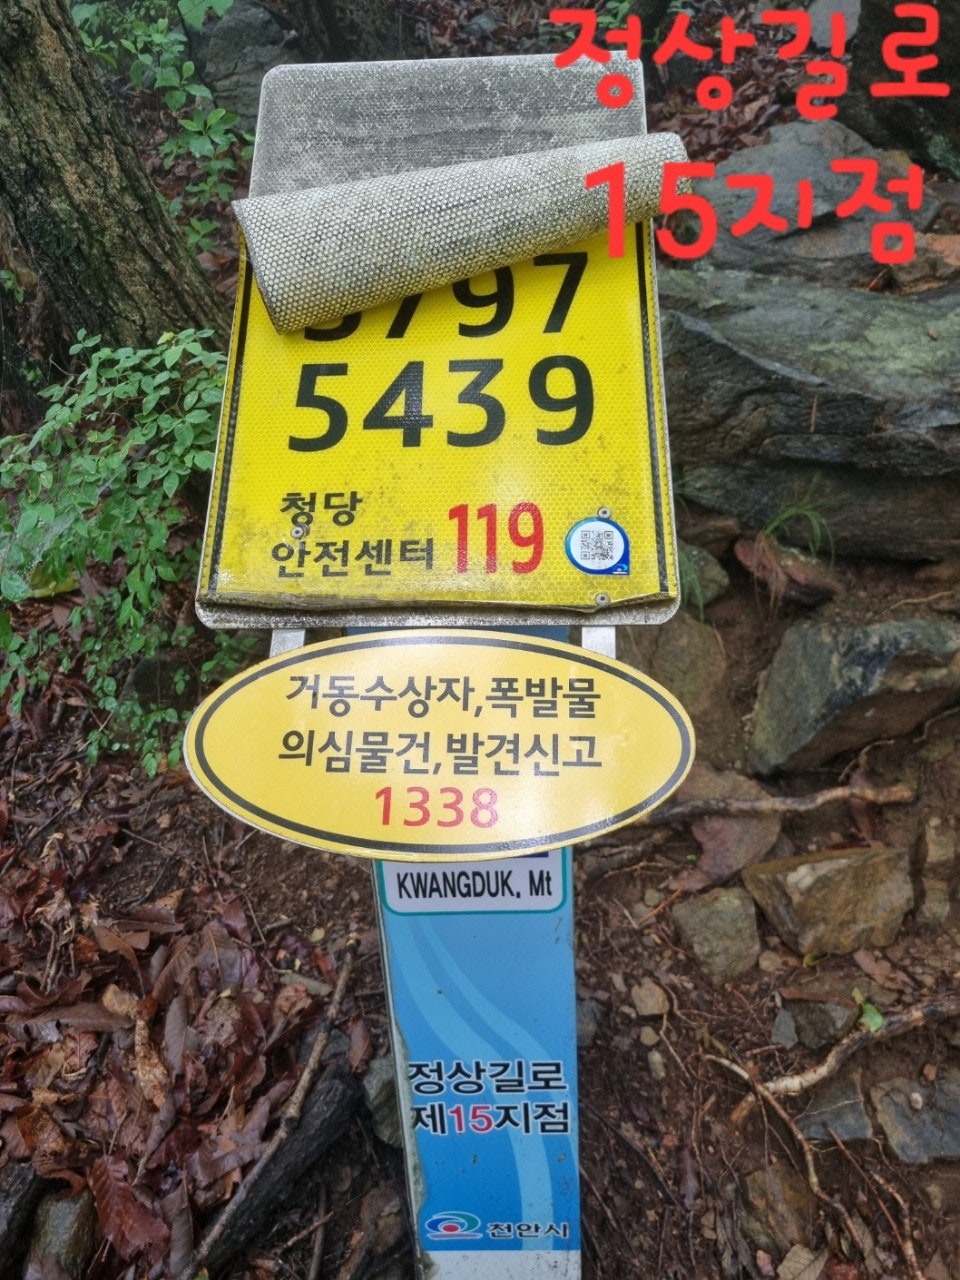 정상길로
15지점
797
5439
청당
안전센터 119
거동수상자,폭발물
의심물건,발견신고
1338
KWANGDUK. Mt
정상길로
제15지점
천안시